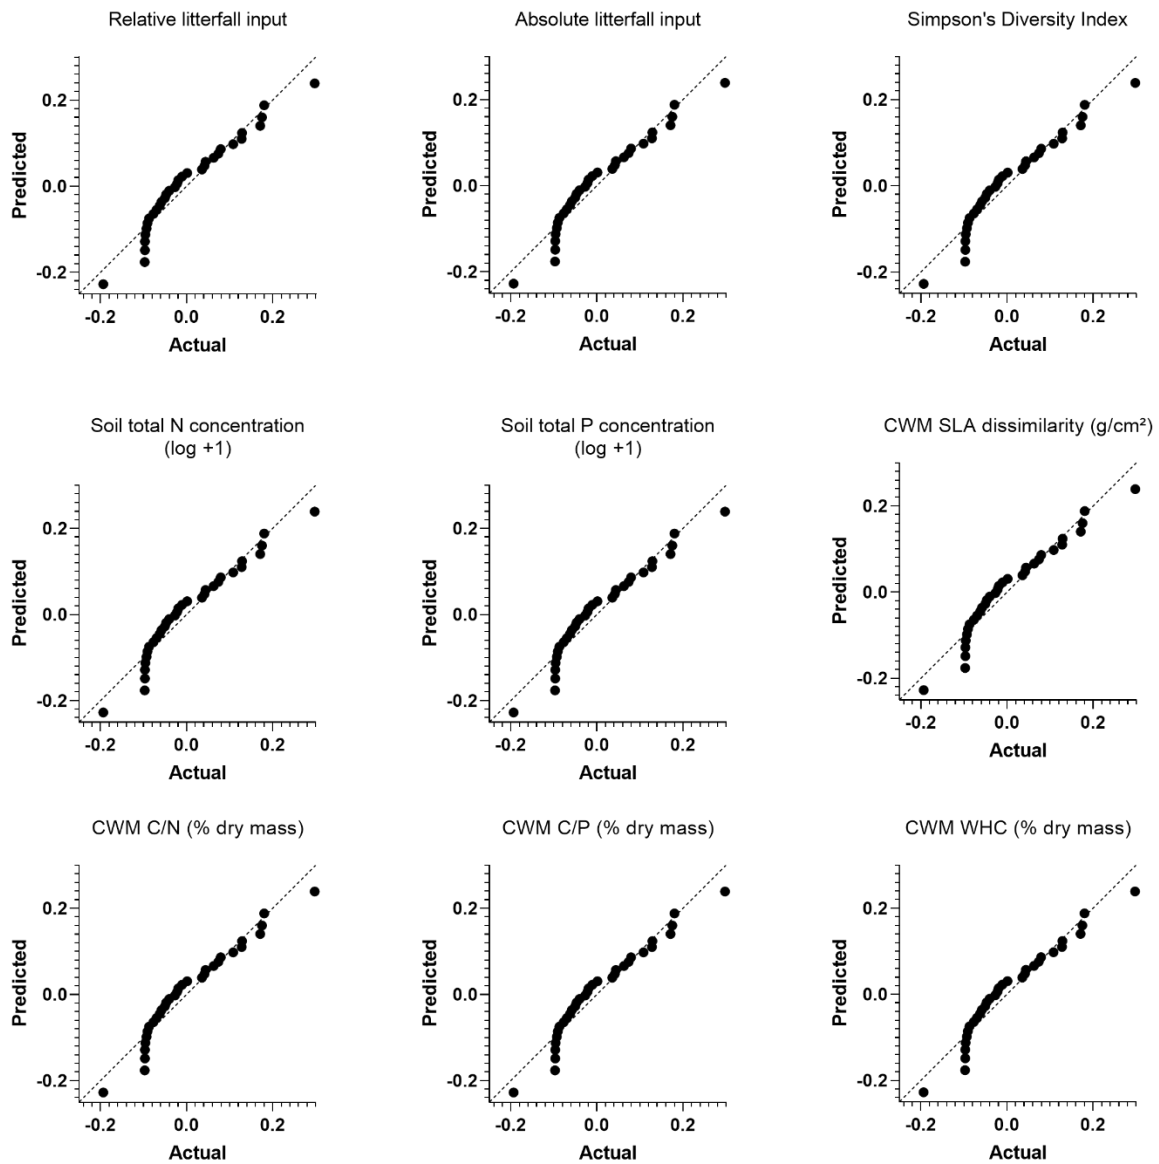 Relative litterfall input
Absolute litterfall input
Simpson's Diversity Index
Predicted
0.2
0.0
-0.2
-0.2 0.0 0.2
Actual
Predicted
0.2
0.0
-0.2
-0.2 0.0 0.2
Actual
Predicted
0.2
0.0
-0.2
-0.2 0.0 0.2
Actual
Soil total N concentration
(log +1)
Soil total P concentration
(log +1)
CWM SLA dissimilarity (g/cm²)
Predicted
0.2
0.0
-0.2
-0.2 0.0 0.2
Actual
Predicted
0.2
0.0
-0.2
-0.2 0.0 0.2
Actual
Predicted
0.2
0.0
-0.2
-0.2 0.0 0.2
Actual
CWM C/N (% dry mass)
CWM C/P (% dry mass)
CWM WHC (% dry mass)
Predicted
0.2
0.0
-0.2
-0.2 0.0 0.2
Actual
Predicted
0.2
0.0
-0.2
-0.2 0.0 0.2
Actual
Predicted
0.2
0.0
-0.2
-0.2 0.0 0.2
Actual